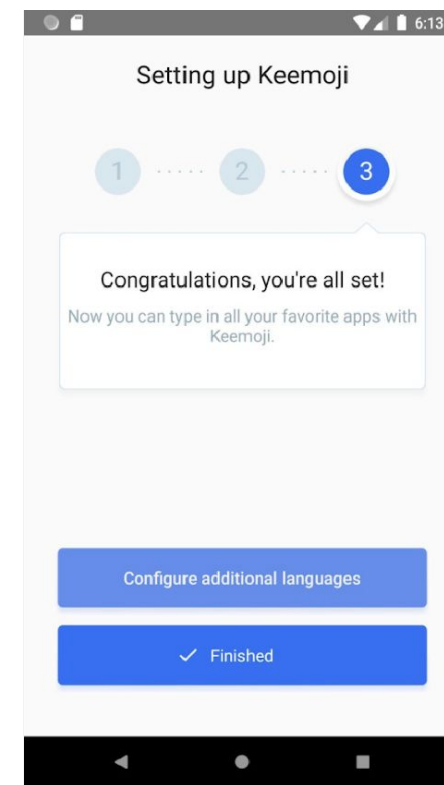 6:13
Setting up Keemoji
1 ..... 2 ..... 3
Congratulations, you're all set!
Now you can type in all your favorite apps with
Keemoji.
Configure additional languages
✓ Finished